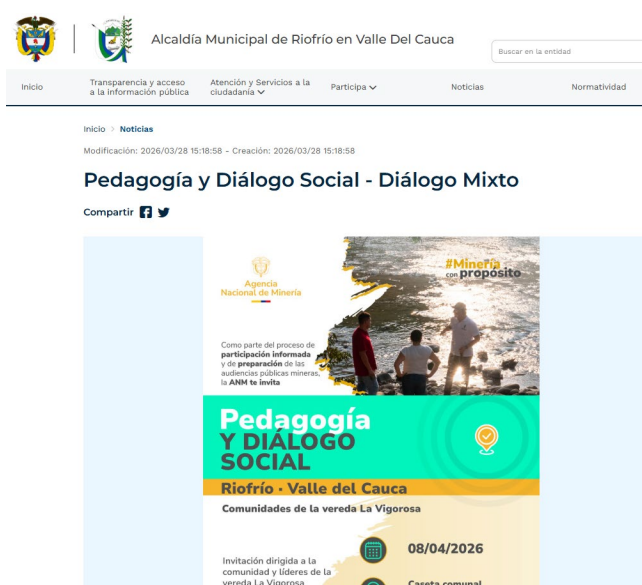 Alcaldía Municipal de Riofrío en Valle Del Cauca
Buscar en la entidad
Inicio
Transparencia y acceso
a la información pública
Atención y Servicios a la
ciudadanía
Participa
Noticias
Normatividad
Inicio > Noticias
Modificación: 2026/03/28 15:18:58 - Creación: 2026/03/28 15:18:58
Pedagogía y Diálogo Social - Diálogo Mixto
Compartir
Agencia
Nacional de Minería
#Minería
con propósito
Como parte del proceso de
participación informada
y de preparación de las
audiencias públicas mineras,
la ANM te invita
Pedagogía
Y DIÁLOGO
SOCIAL
Riofrío · Valle del Cauca
Comunidades de la vereda La Vigorosa
08/04/2026
Invitación dirigida a la
comunidad y líderes de la
vereda La Vigorosa
Caseta comunal